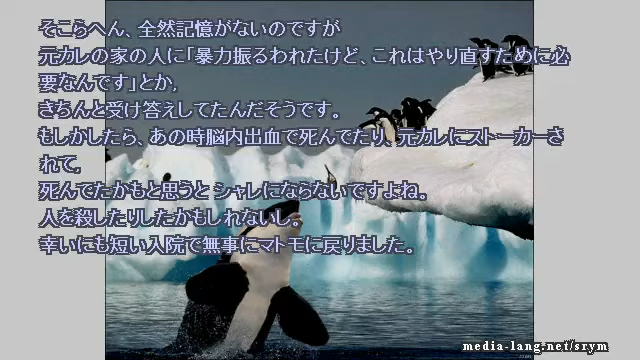 そこらへん、全然記憶がないのですが
元カレの家の人に「暴力振るわれたけど、これはやり直すために必
要なんです」とか,
きちんと受け答えしてたんだそうです。
もしかしたら、あの時脳内出血で死んでたり、元カレにストーカーさ
れて,
死んでたかもと思うと シャレにならないですよね。
人を殺したりしたかもしれないし。
幸いにも短い入院で無事にマトモに戻りました。
media-lang.net/srym